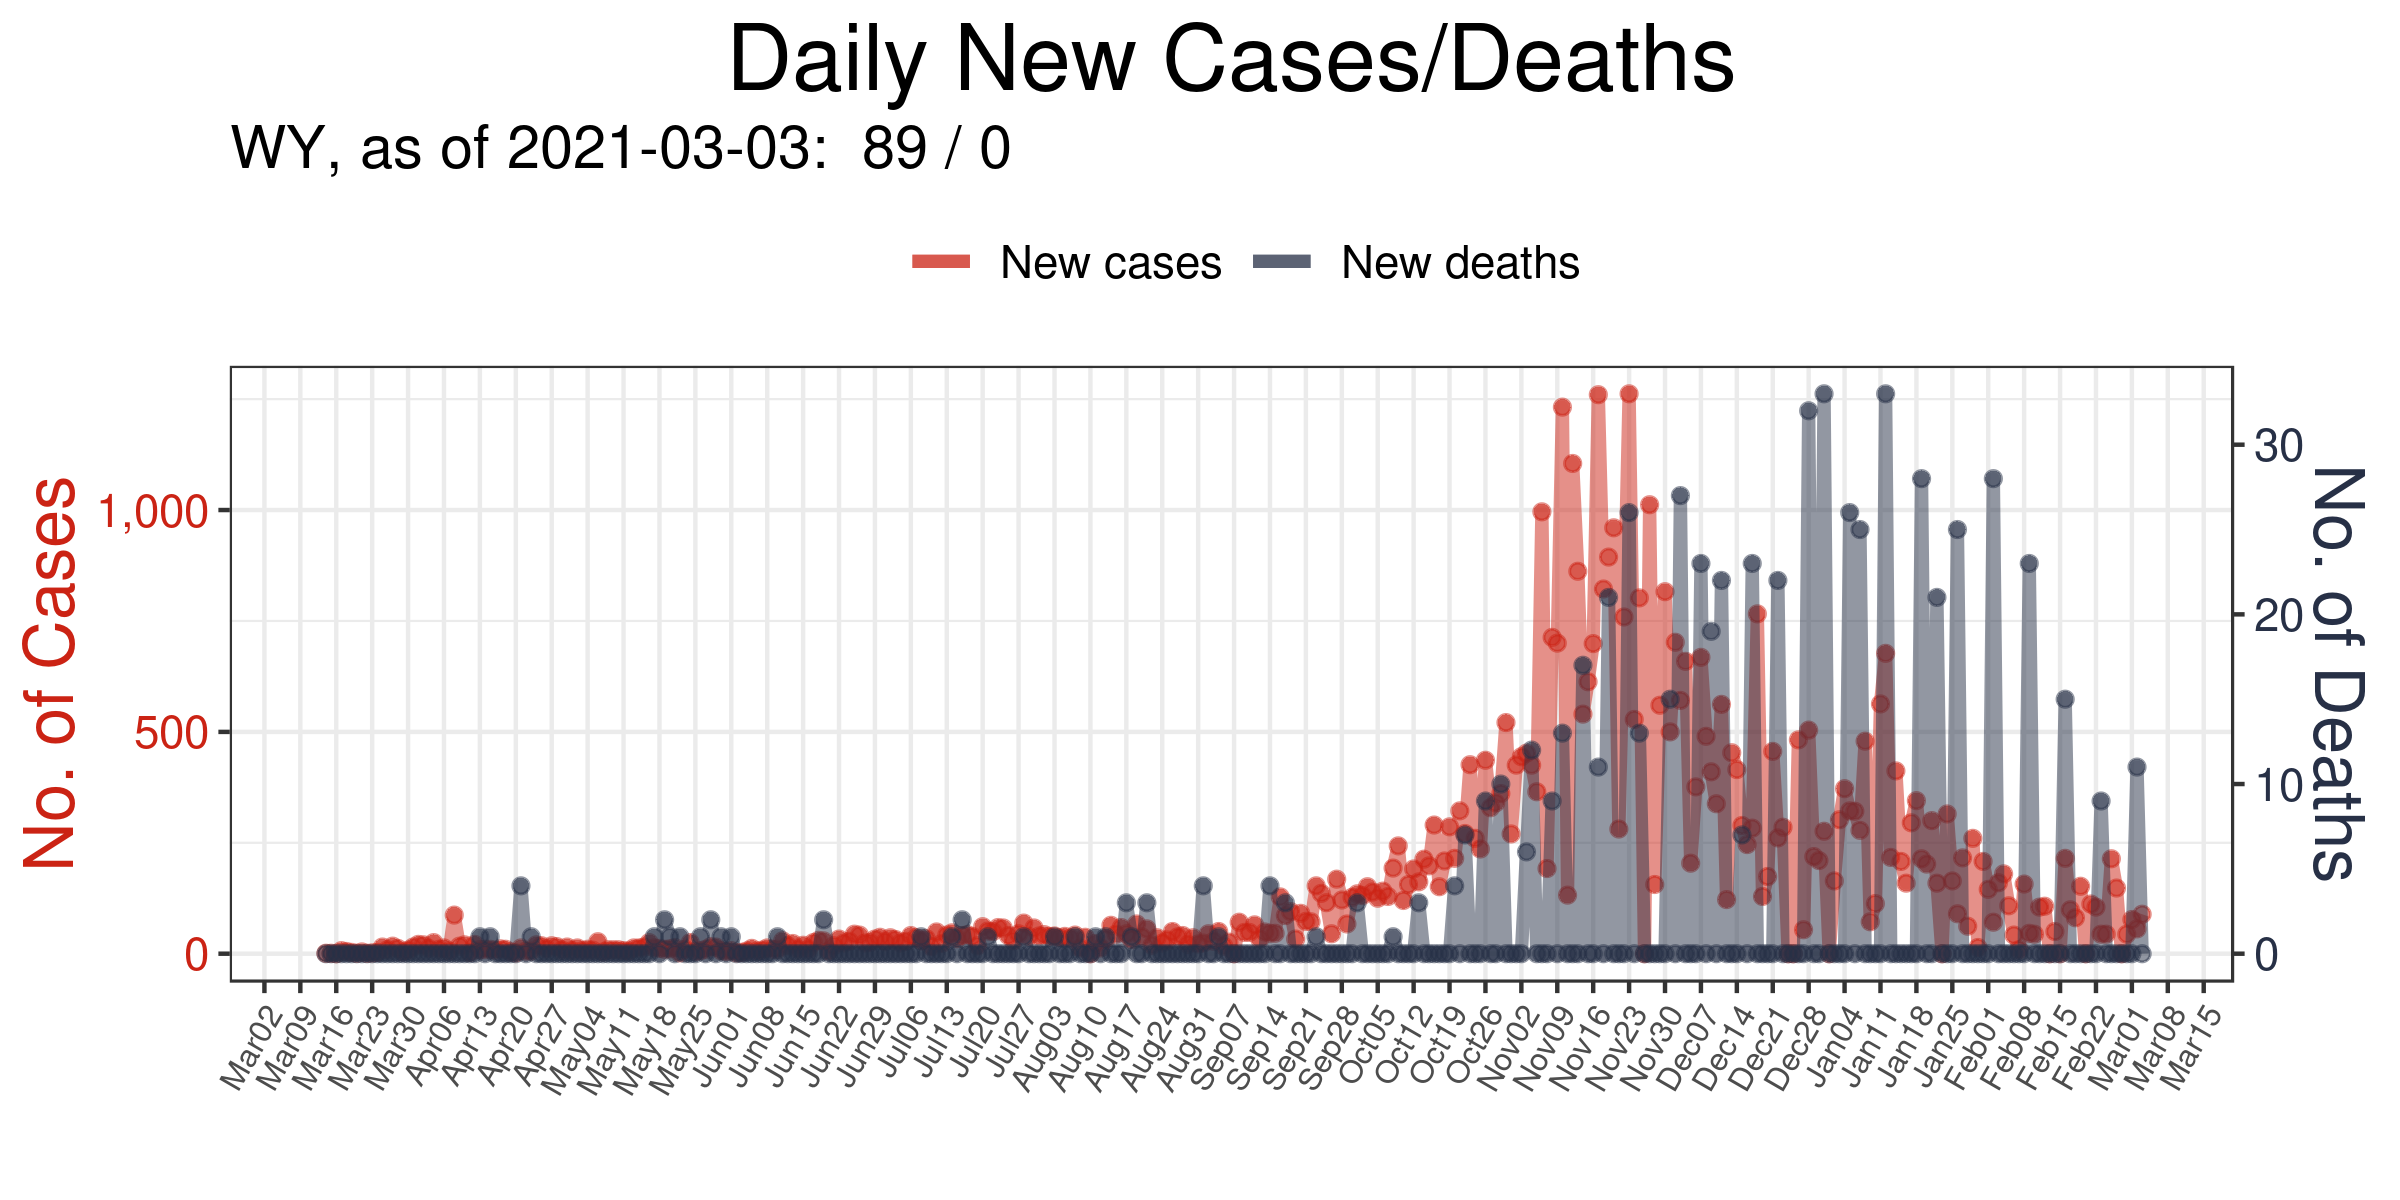 Daily New Cases/Deaths
WY, as of 2021-03-03:  89 / 0
New cases
New deaths
No. of Cases
1,000
500
0
30
20
10
0
No. of Deaths
Mar02
Mar09
Mar16
Mar23
Mar30
Apr06
Apr13
Apr20
Apr27
May04
May11
May18
May25
Jun01
Jun08
Jun15
Jun22
Jun29
Jul06
Jul13
Jul20
Jul27
Aug03
Aug10
Aug17
Aug24
Aug31
Sep07
Sep14
Sep21
Sep28
Oct05
Oct12
Oct19
Oct26
Nov02
Nov09
Nov16
Nov23
Nov30
Dec07
Dec14
Dec21
Dec28
Jan04
Jan11
Jan18
Jan25
Feb01
Feb08
Feb15
Feb22
Mar01
Mar08
Mar15